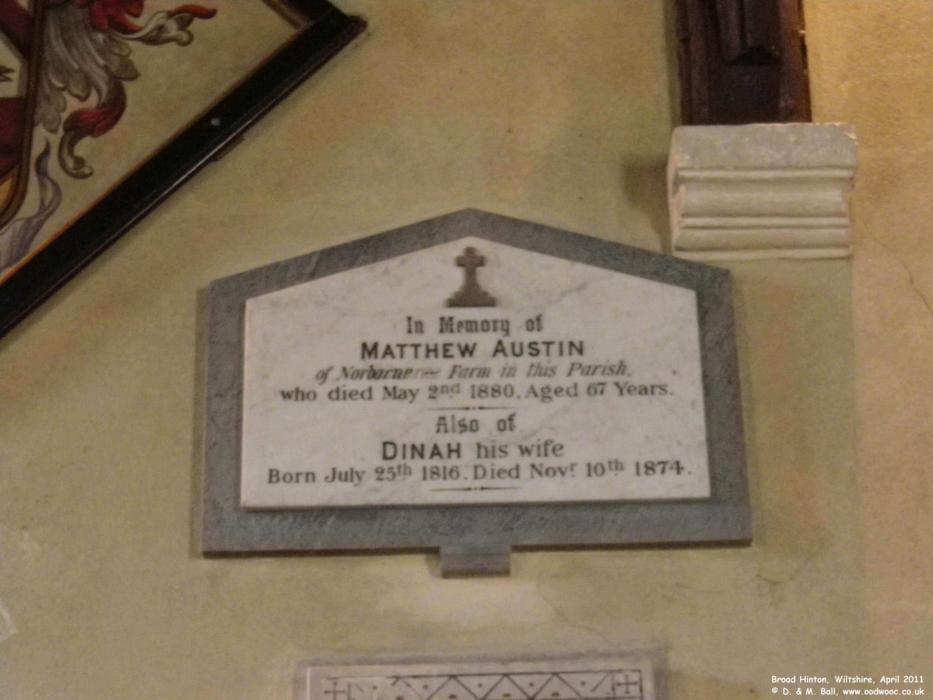 In Memory of
MATTHEW AUSTIN
of Norbarne Farm in this Parish,
who died May 2nd 1880. Aged 67 Years.
Also of
DINAH his wife
Born July 25th 1816. Died Novr 10th 1874.
Broad Hinton, Wiltshire, April 2011
© D. & M. Ball, www.oodwooc.co.uk